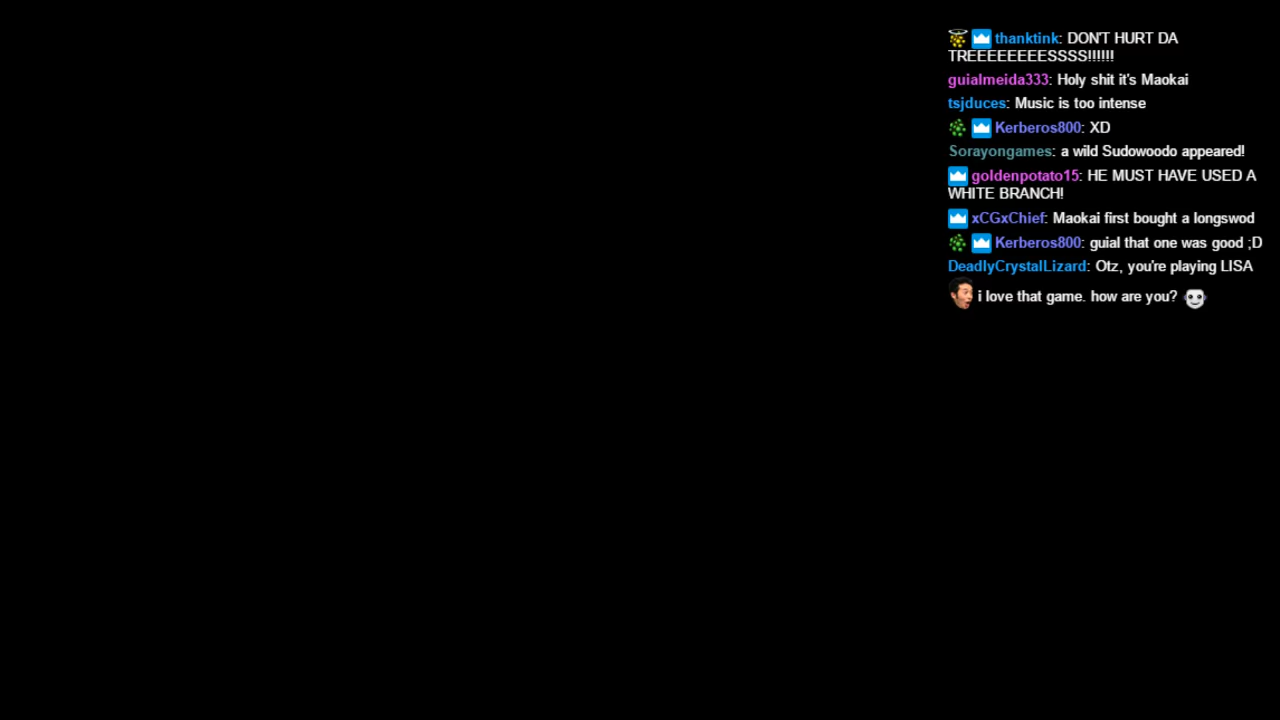 thanktink: DON'T HURT DA
TREEEEEEEESSSS!!!!!!
guialmeida333: Holy shit it's Maokai
tsjduces: Music is too intense
Kerberos800: XD
Sorayongames: a wild Sudowoodo appeared!
goldenpotato15: HE MUST HAVE USED A
WHITE BRANCH!
xCGxChief: Maokai first bought a longswod
Kerberos800: guial that one was good ;D
DeadlyCrystalLizard: Otz, you're playing LISA
i love that game. how are you?